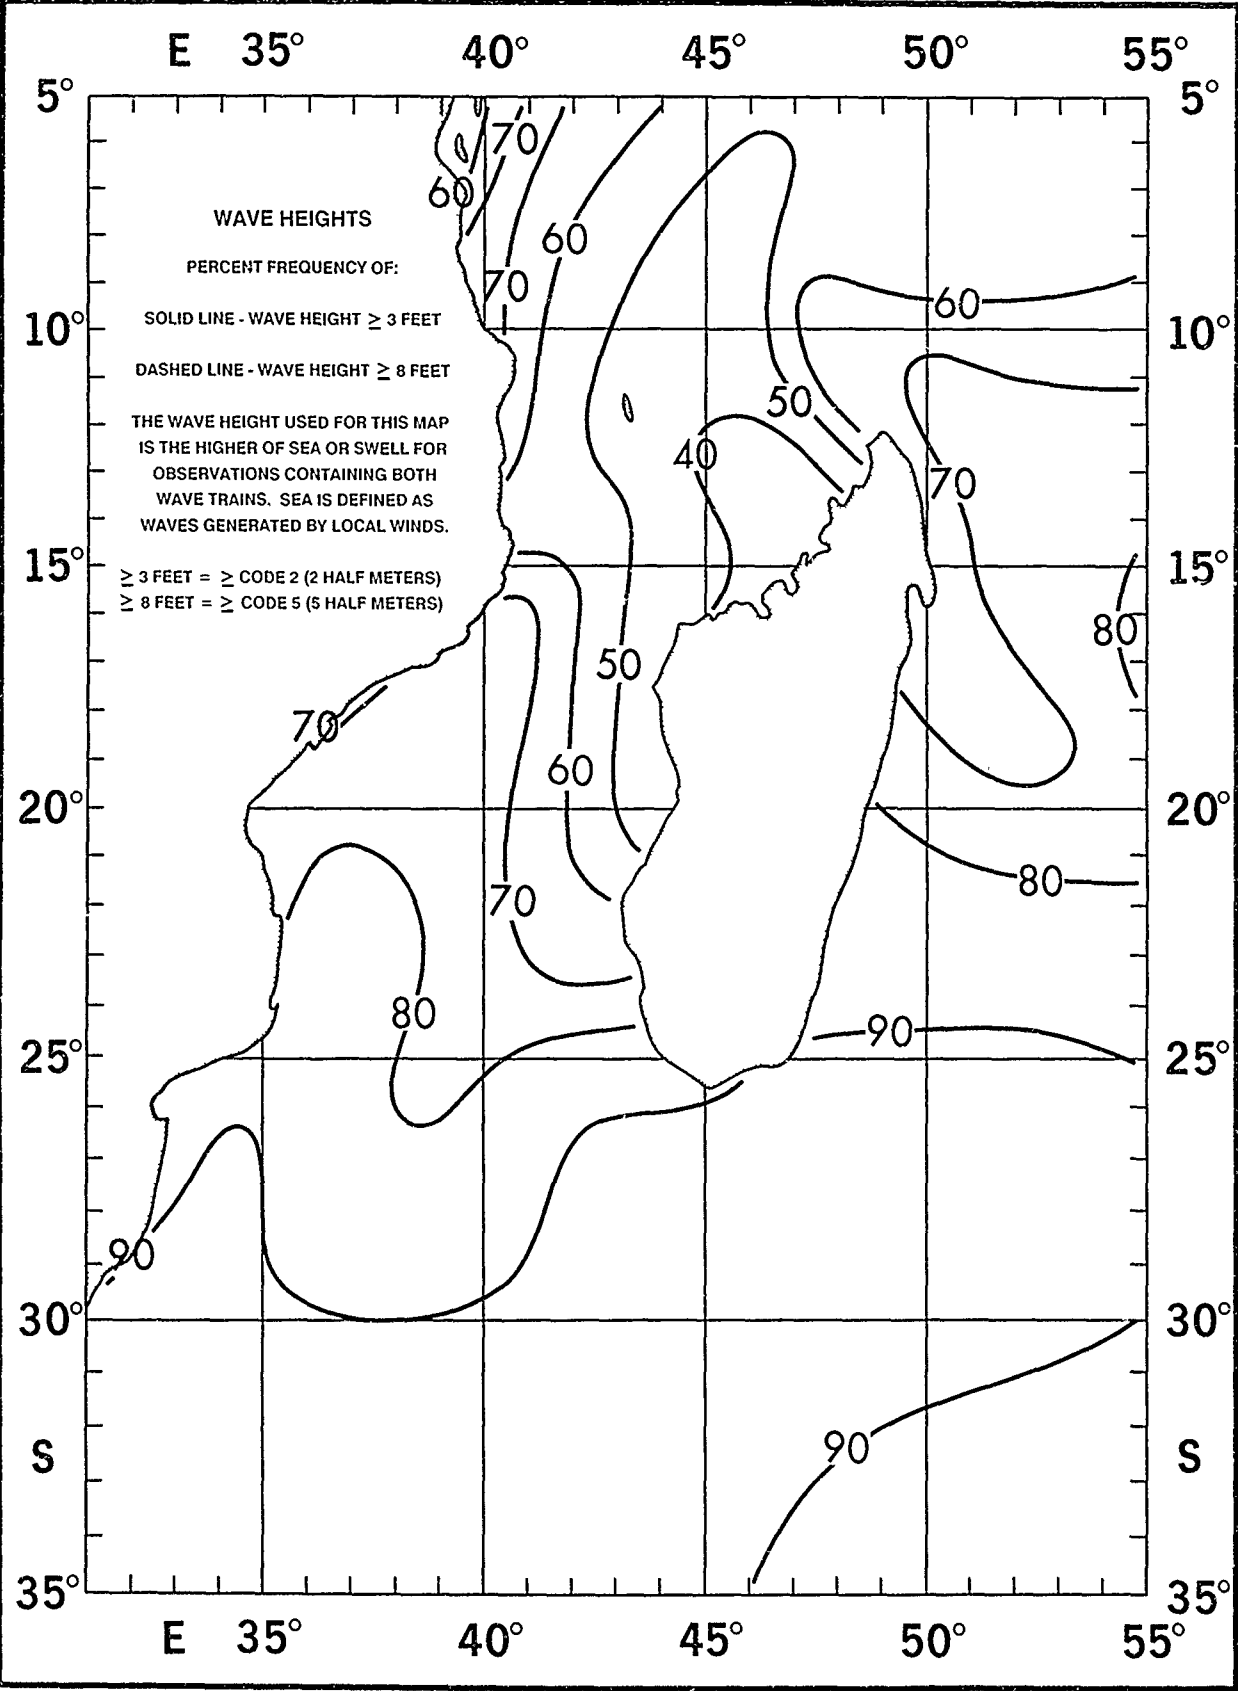 E 35° 40° 45° 50° 55°
5° 5°
70
60
WAVE HEIGHTS
60
PERCENT FREQUENCY OF:
70
60
SOLID LINE - WAVE HEIGHT ≥ 3 FEET
10° 10°
DASHED LINE - WAVE HEIGHT ≥ 8 FEET
50
THE WAVE HEIGHT USED FOR THIS MAP
IS THE HIGHER OF SEA OR SWELL FOR
OBSERVATIONS CONTAINING BOTH
WAVE TRAINS. SEA IS DEFINED AS
WAVES GENERATED BY LOCAL WINDS.
40
70
15° 15°
≥ 3 FEET = ≥ CODE 2 (2 HALF METERS)
≥ 8 FEET = ≥ CODE 5 (5 HALF METERS)
80
50
70
60
20° 20°
80
70
80
90
25° 25°
90
30° 30°
90
S S
35° 35°
E 35° 40° 45° 50° 55°